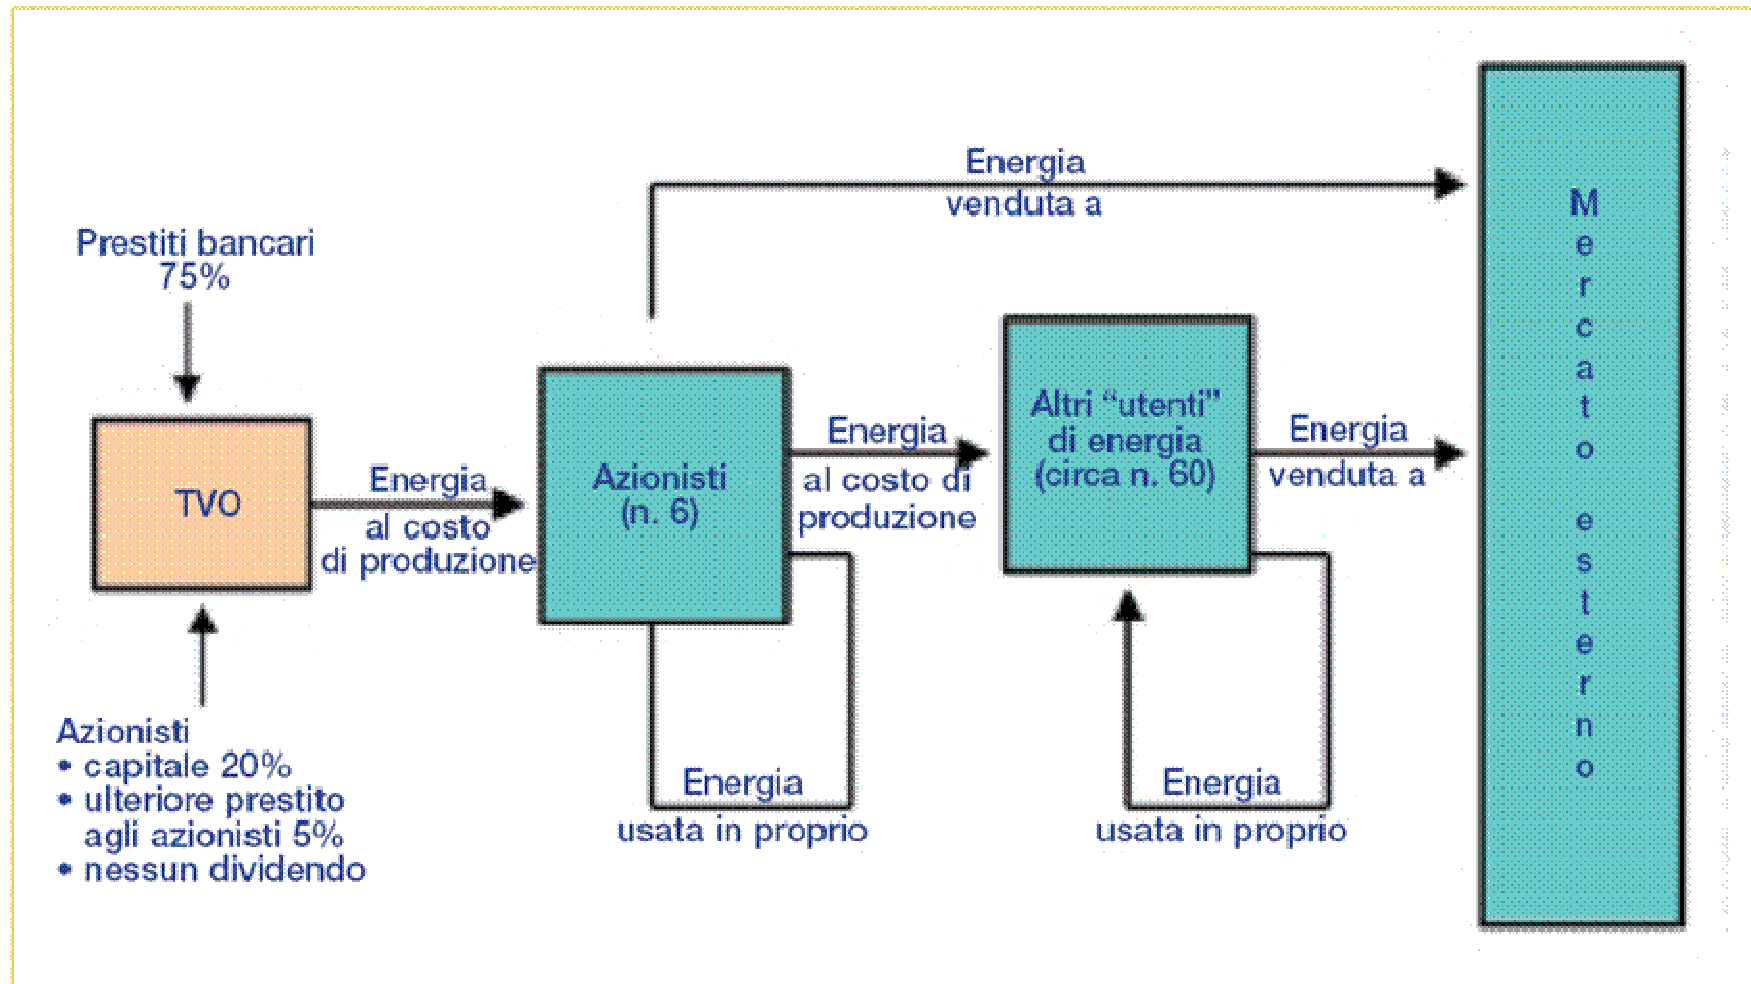 Energia
venduta a
Prestiti bancari
75%
TVO
Energia
al costo
di produzione
Azionisti
(n. 6)
Energia
al costo di
produzione
Altri “utenti”
di energia
(circa n. 60)
Energia
venduta a
Mercato esterno
Azionisti
• capitale 20%
• ulteriore prestito
agli azionisti 5%
• nessun dividendo
Energia
usata in proprio
Energia
usata in proprio